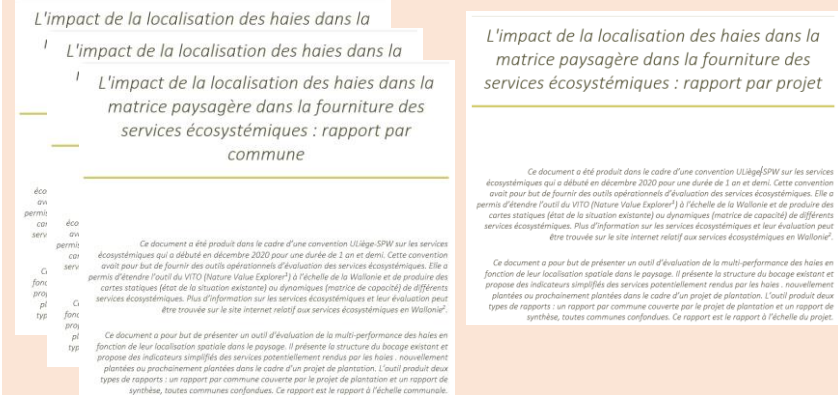 L'impact de la localisation des haies dans la
L'impact de la localisation des haies dans la
L'impact de la localisation des haies dans la
matrice paysagère dans la fourniture des
services écosystémiques : rapport par
commune
Ce document a été produit dans le cadre d'une convention ULiège-SPW sur les services
écosystémiques qui a débuté en décembre 2020 pour une durée de 1 an et demi. Cette convention
avait pour but de fournir des outils opérationnels d'évaluation des services écosystémiques. Elle a
permis d'étendre l'outil du VITO (Nature Value Explorer¹) à l'échelle de la Wallonie et de produire des
cartes statiques (état de la situation existante) ou dynamiques (matrice de capacité) de différents
services écosystémiques. Plus d'information sur les services écosystémiques et leur évaluation peut
être trouvée sur le site internet relatif aux services écosystémiques en Wallonie².
Ce document a pour but de présenter un outil d'évaluation de la multi-performance des haies en
fonction de leur localisation spatiale dans le paysage. Il présente la structure du bocage existant et
propose des indicateurs simplifiés des services potentiellement rendus par les haies . nouvellement
plantées ou prochainement plantées dans le cadre d'un projet de plantation. L'outil produit deux
types de rapports : un rapport par commune couverte par le projet de plantation et un rapport de
synthèse, toutes communes confondues. Ce rapport est le rapport à l'échelle communale.
L'impact de la localisation des haies dans la
matrice paysagère dans la fourniture des
services écosystémiques : rapport par projet
Ce document a été produit dans le cadre d'une convention ULiège/SPW sur les services
écosystémiques qui a débuté en décembre 2020 pour une durée de 1 an et demi. Cette convention
avait pour but de fournir des outils opérationnels d'évaluation des services écosystémiques. Elle a
permis d'étendre l'outil du VITO (Nature Value Explorer¹) à l'échelle de la Wallonie et de produire des
cartes statiques (état de la situation existante) ou dynamiques (matrice de capacité) de différents
services écosystémiques. Plus d'information sur les services écosystémiques et leur évaluation peut
être trouvée sur le site internet relatif aux services écosystémiques en Wallonie².
Ce document a pour but de présenter un outil d'évaluation de la multi-performance des haies en
fonction de leur localisation spatiale dans le paysage. Il présente la structure du bocage existant et
propose des indicateurs simplifiés des services potentiellement rendus par les haies . nouvellement
plantées ou prochainement plantées dans le cadre d'un projet de plantation. L'outil produit deux
types de rapports : un rapport par commune couverte par le projet de plantation et un rapport de
synthèse, toutes communes confondues. Ce rapport est le rapport à l'échelle du projet.